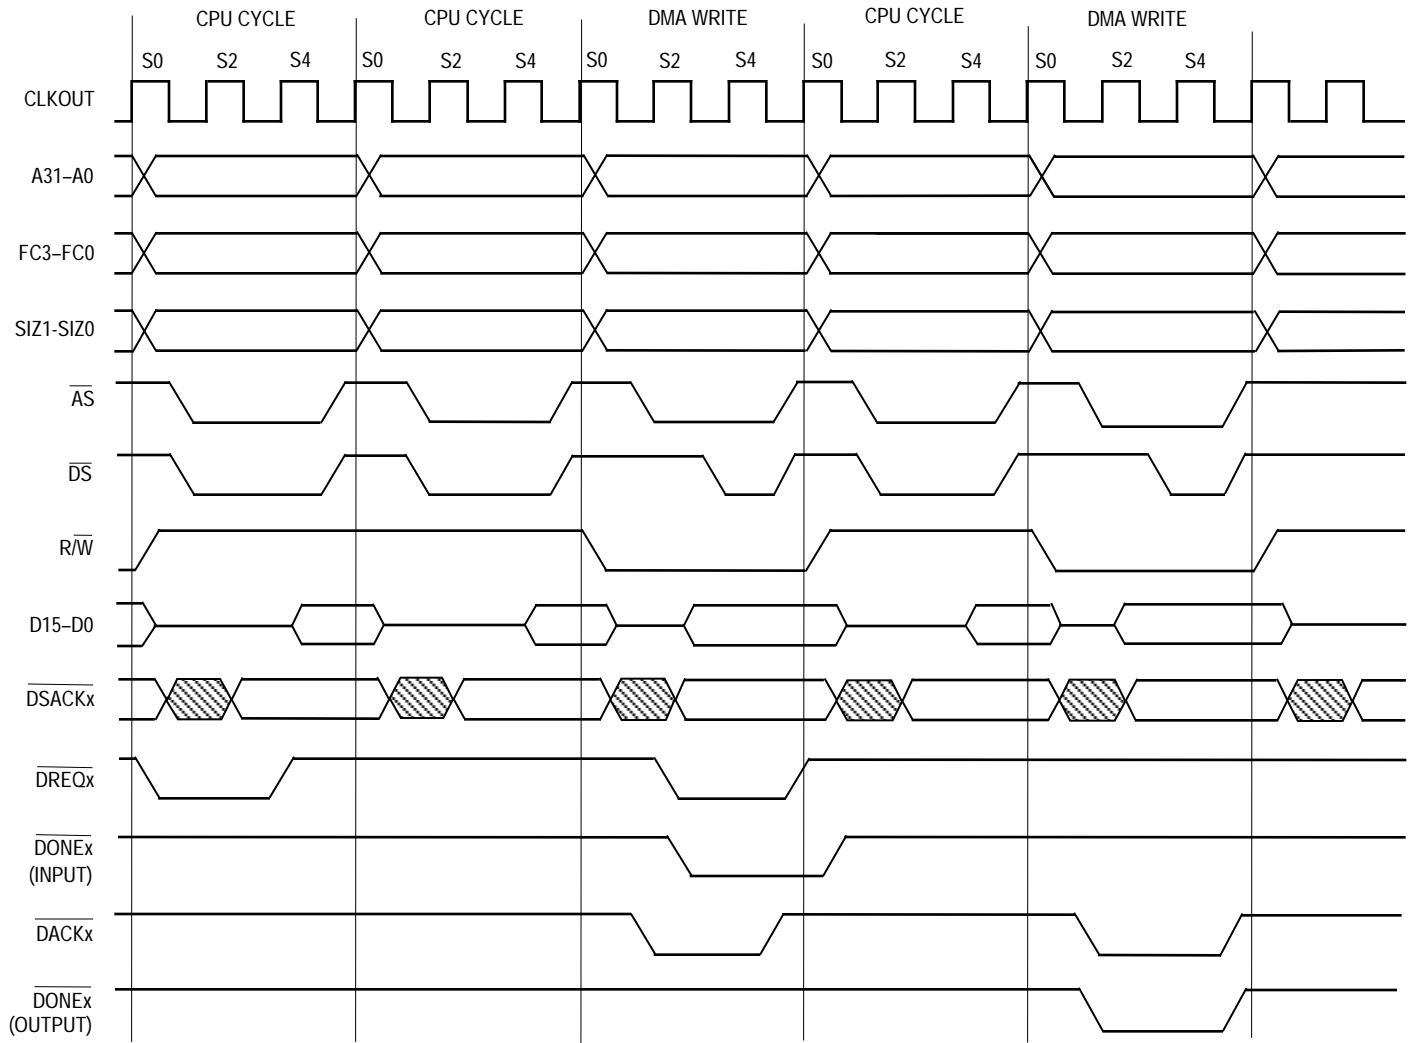 CPU CYCLE CPU CYCLE DMA WRITE CPU CYCLE DMA WRITE
S0 S2 S4 S0 S2 S4 S0 S2 S4 S0 S2 S4 S0 S2 S4
CLKOUT
A31–A0
FC3–FC0
SIZ1-SIZ0
AS
DS
R/W
D15–D0
DSACKx
DREQx
DONEx
(INPUT)
DACKx
DONEx
(OUTPUT)